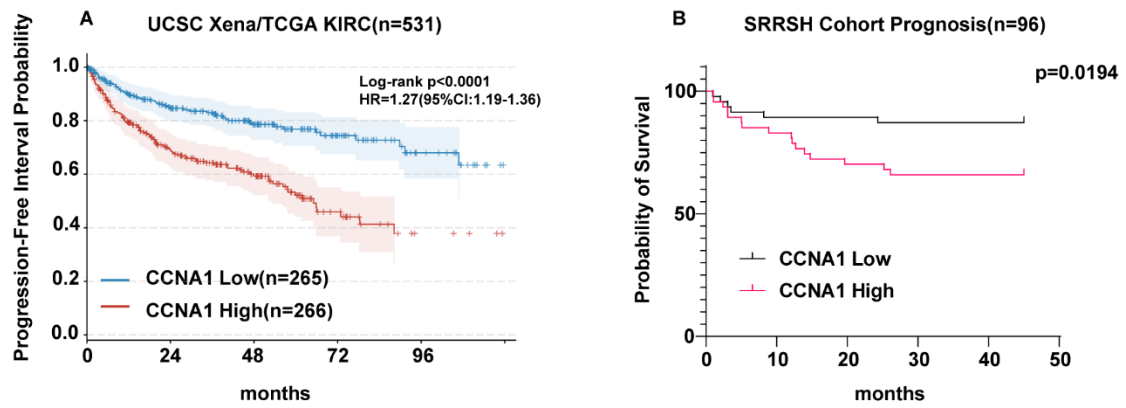 A
UCSC Xena/TCGA KIRC(n=531)
Progression-Free Interval Probability
1.0
0.8
0.6
0.4
0.2
0.0
Log-rank p<0.0001
HR=1.27(95%CI:1.19-1.36)
CCNA1 Low(n=265)
CCNA1 High(n=266)
0 24 48 72 96
months
B
SRRSH Cohort Prognosis(n=96)
p=0.0194
Probability of Survival
100
50
0
CCNA1 Low
CCNA1 High
0 10 20 30 40 50
months